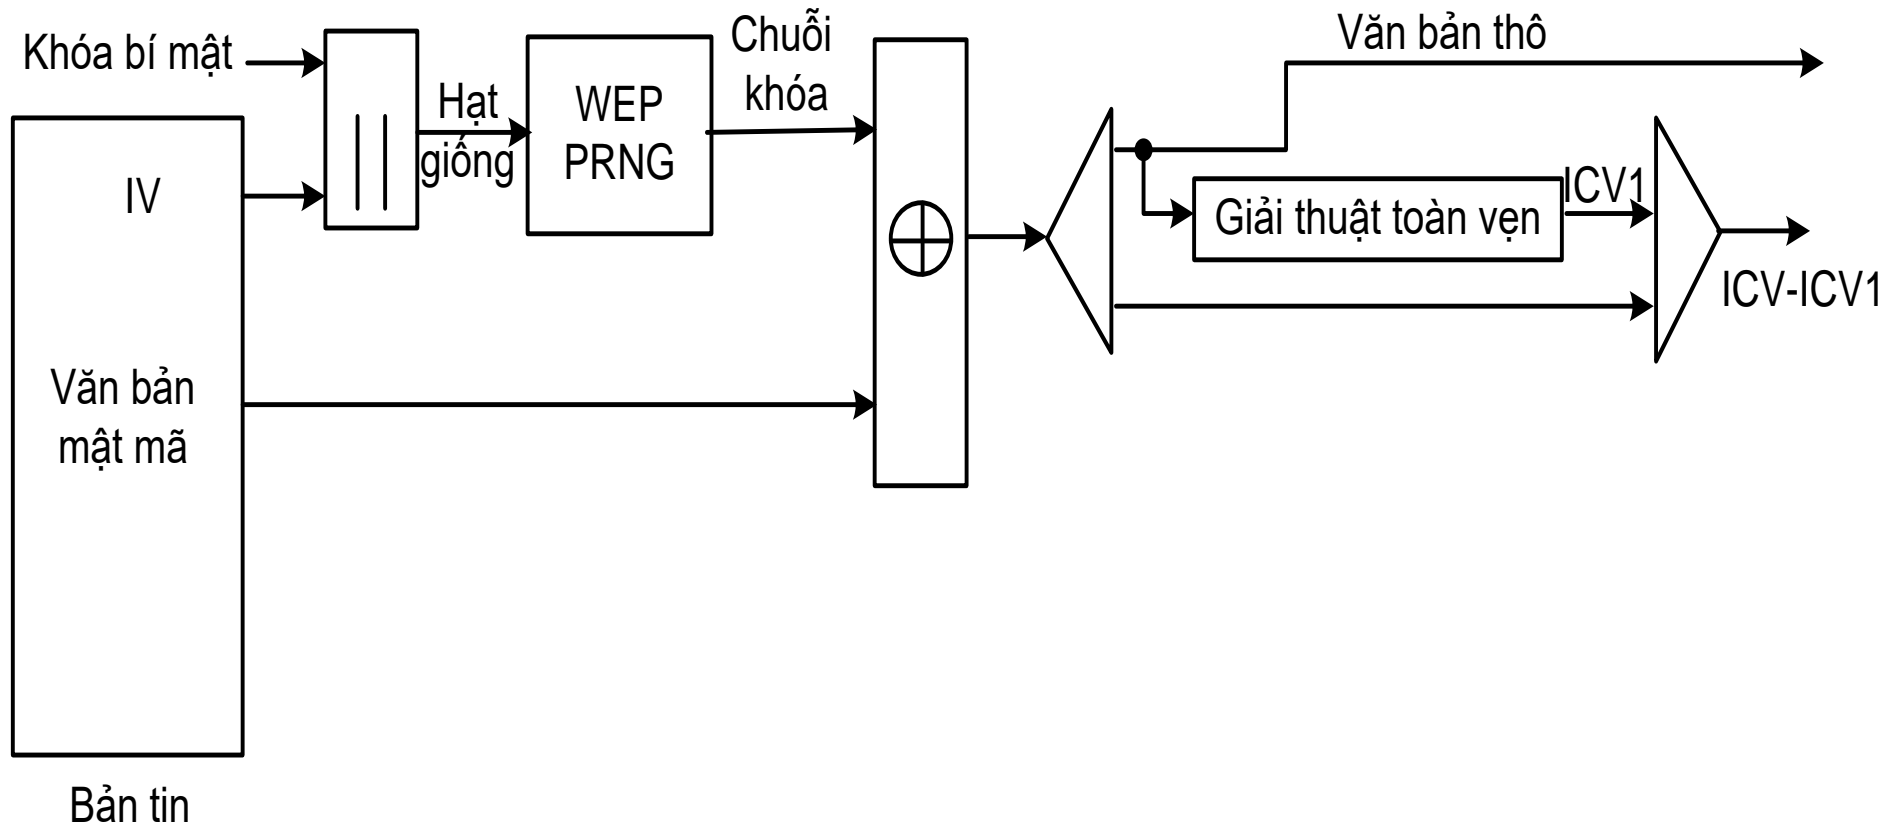 Khóa bí mật
Hạt
giống
WEP
PRNG
Chuỗi
khóa
Văn bản thô
IV
ICV1
Giải thuật toàn vẹn
ICV-ICV1
Văn bản
mật mã
Bản tin